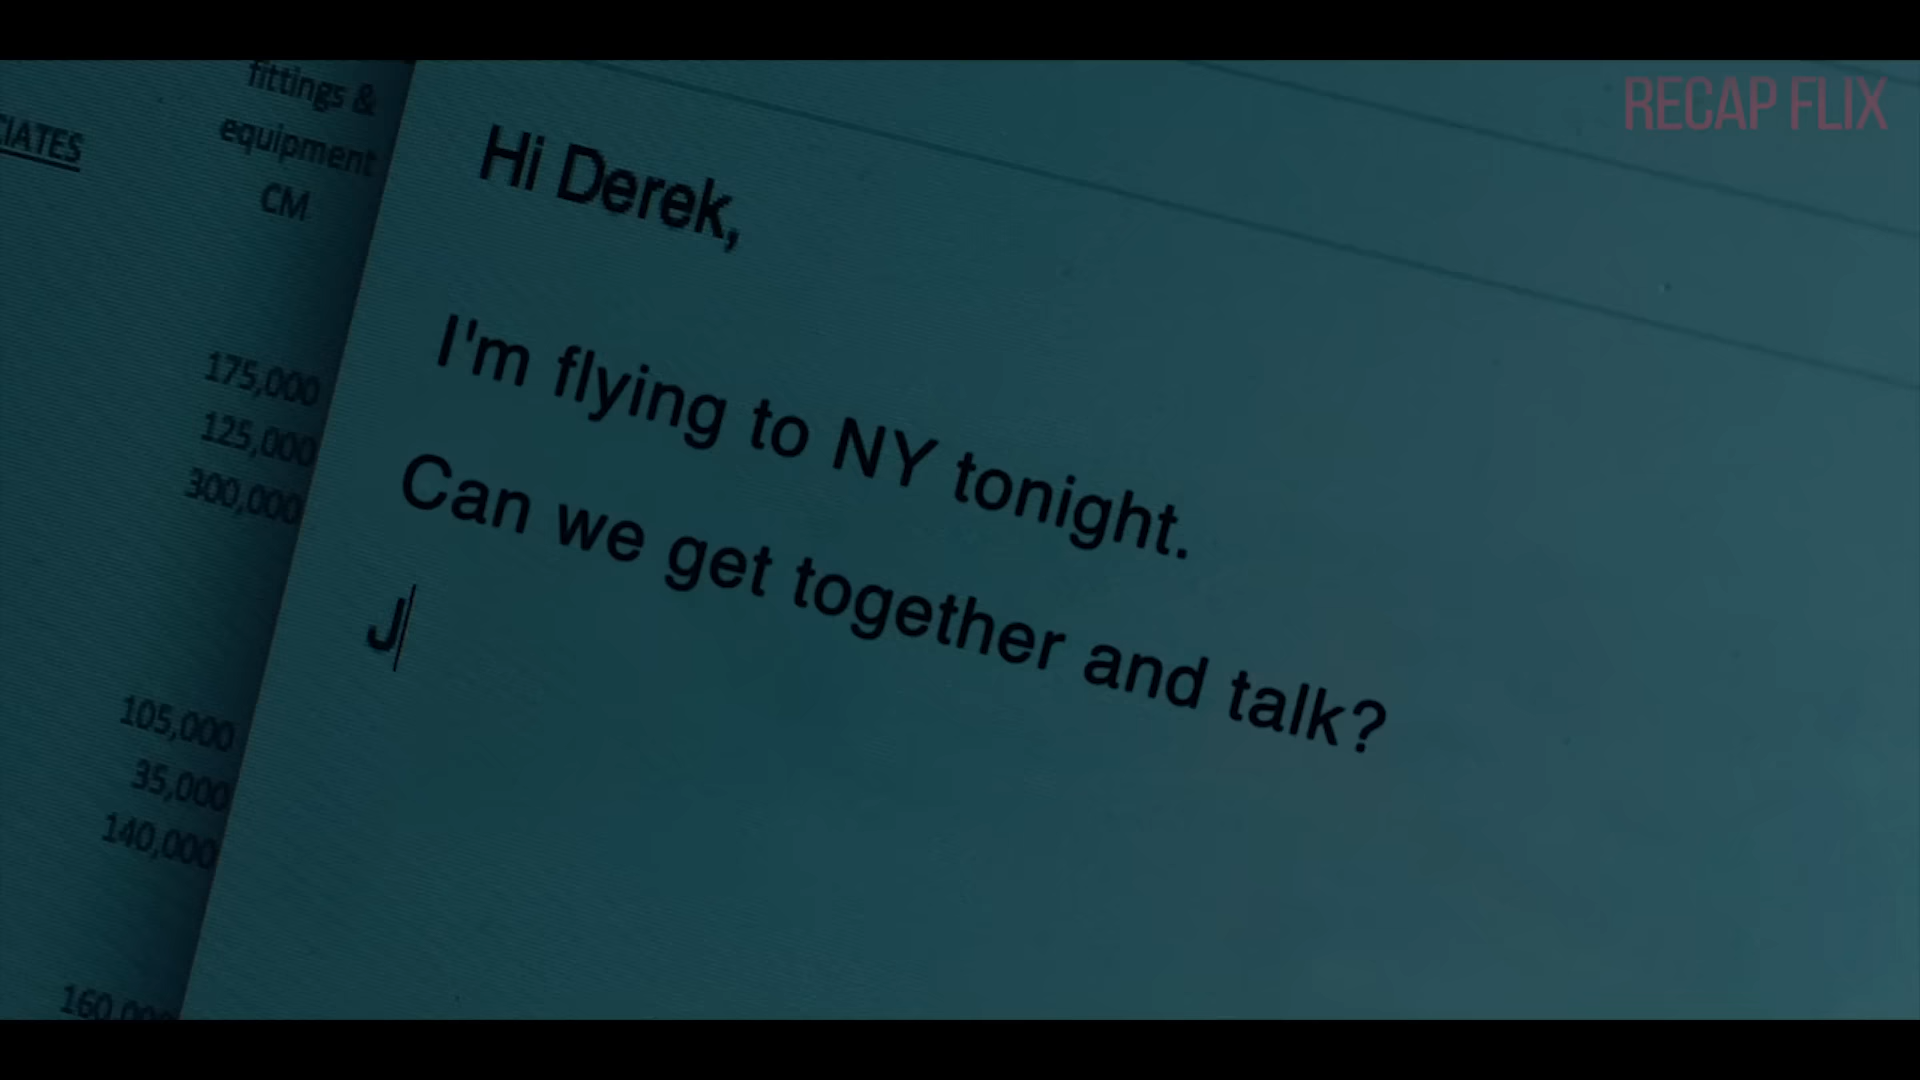 RECAP FLIX
fittings &
equipment
CM
175,000
125,000
300,000
105,000
35,000
140,000
Hi Derek,
I'm flying to NY tonight.
Can we get together and talk?
J